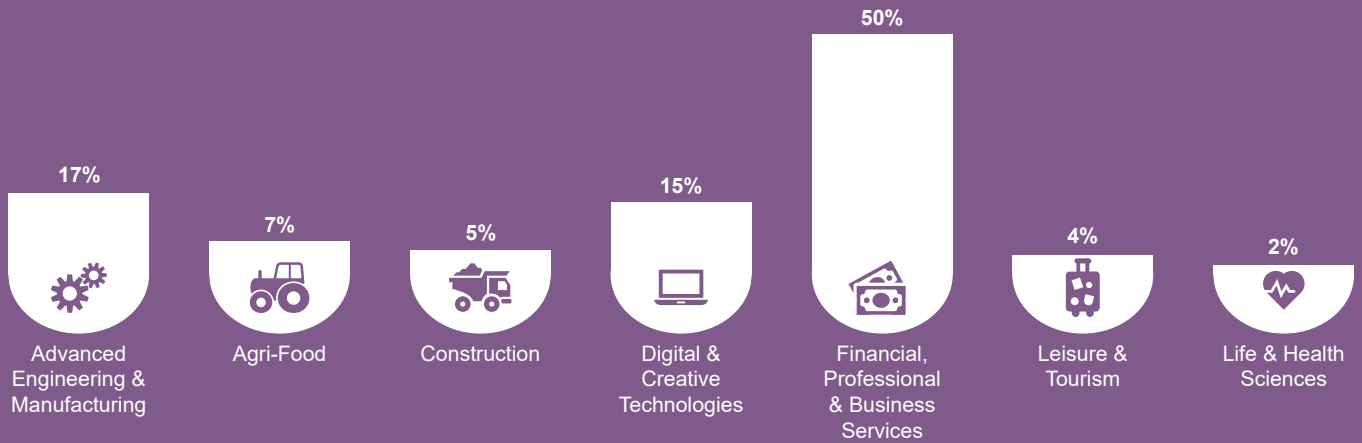 50%
17%
15%
7%
5%
4%
2%
Advanced
Engineering &
Manufacturing
Agri-Food
Construction
Digital &
Creative
Technologies
Financial,
Professional
& Business
Services
Leisure &
Tourism
Life & Health
Sciences